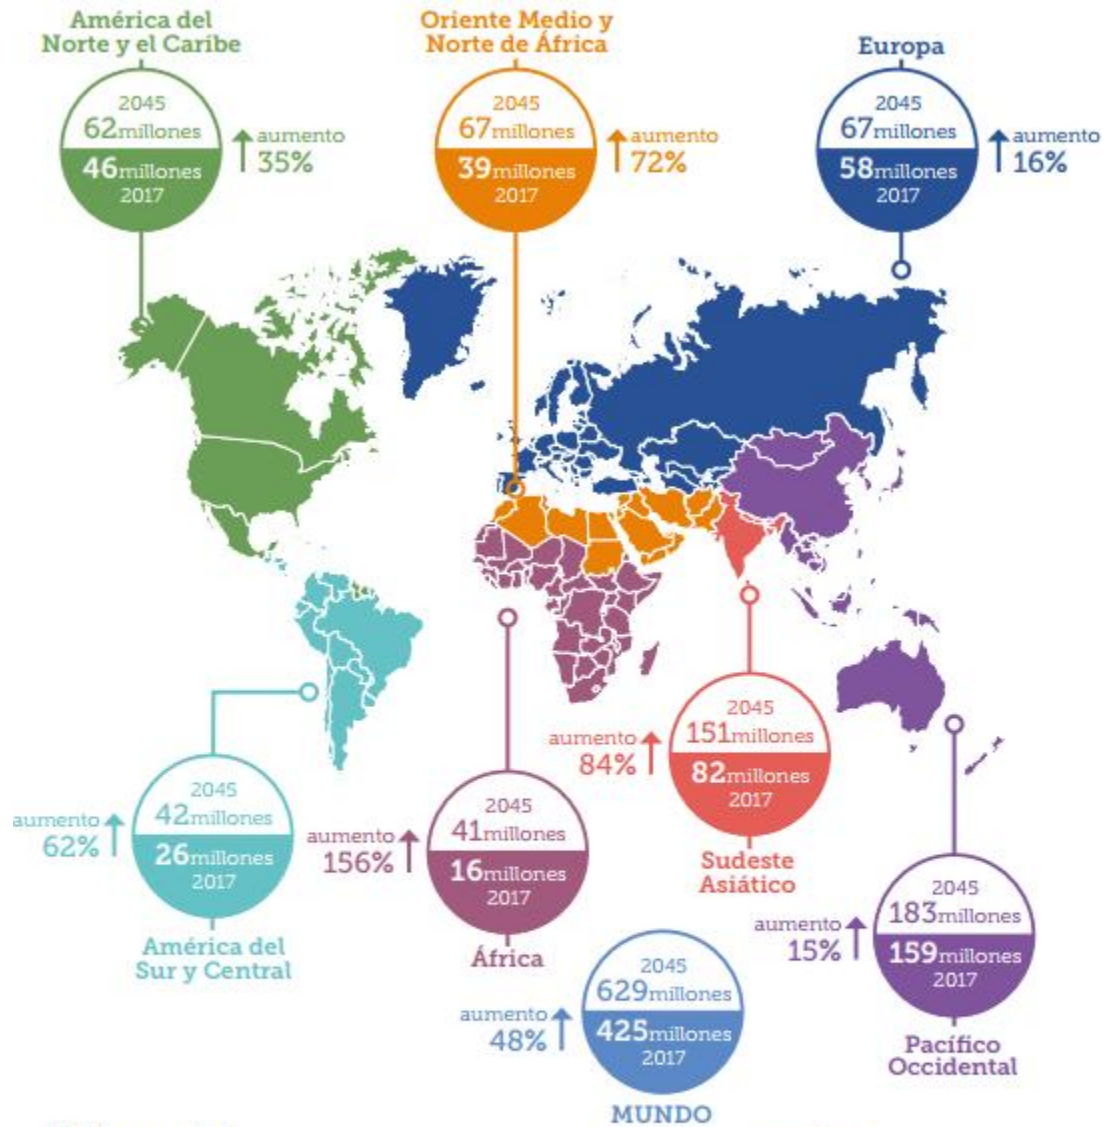 América del
Norte y el Caribe
2045
62millones
46millones
2017
aumento
35%
Oriente Medio y
Norte de África
2045
67millones
39millones
2017
aumento
72%
Europa
2045
67millones
58millones
2017
aumento
16%
2045
42millones
26millones
2017
aumento
62%
América del
Sur y Central
2045
41millones
16millones
2017
aumento
156%
África
2045
151millones
82millones
2017
aumento
84%
Sudeste
Asiático
2045
183millones
159millones
2017
aumento
15%
Pacífico
Occidental
2045
629millones
425millones
2017
aumento
48%
MUNDO